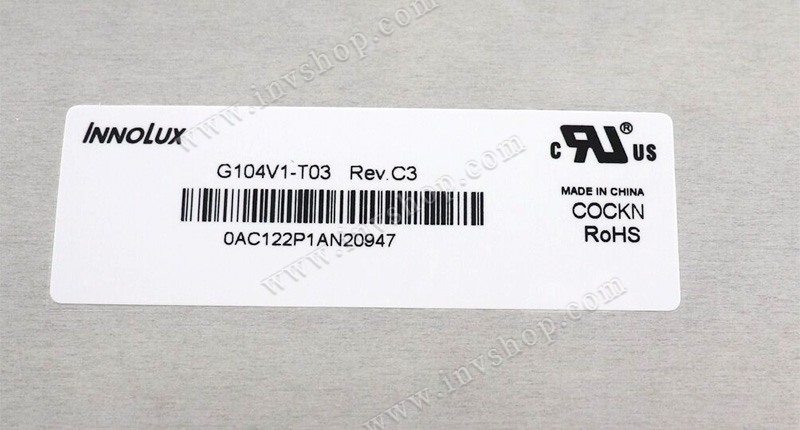 INNOLUX
G104V1-T03 Rev.C3
0AC122P1AN20947
c RU® US
MADE IN CHINA
COCKN
RoHS
www.invshop.com
www.invshop.com
www.invshop.com
www.invshop.com